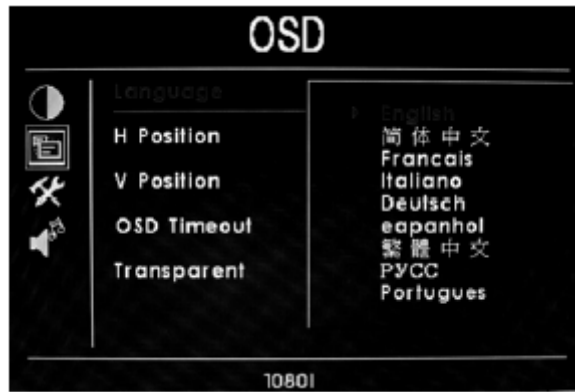 OSD
Language
H Position
V Position
OSD Timeout
Transparent
English
简体中文
Francais
Italiano
Deutsch
eapanhol
繁體中文
РУСС
Portugues
1080I